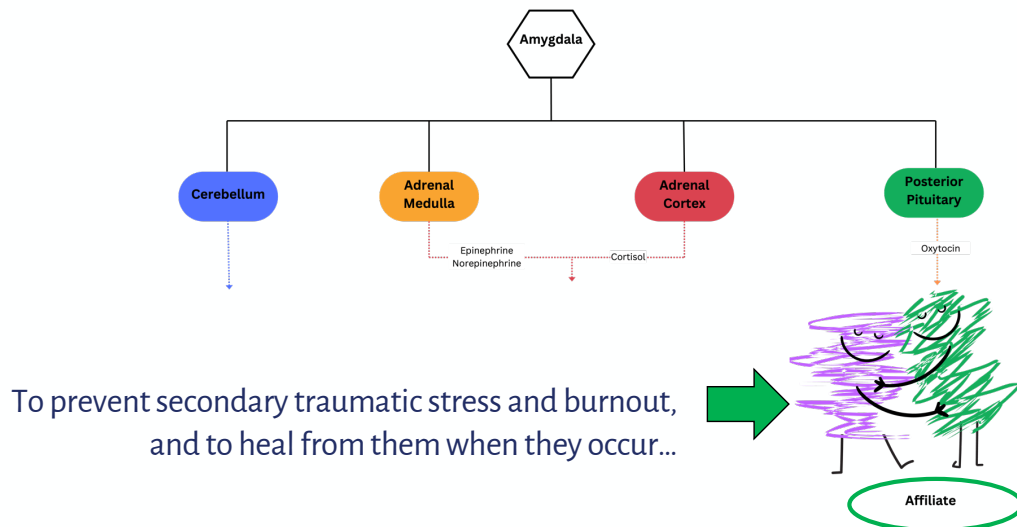 Amygdala
Cerebellum
Adrenal
Medulla
Adrenal
Cortex
Posterior
Pituitary
Epinephrine
Norepinephrine
Cortisol
Oxytocin
To prevent secondary traumatic stress and burnout,
and to heal from them when they occur...
Affiliate